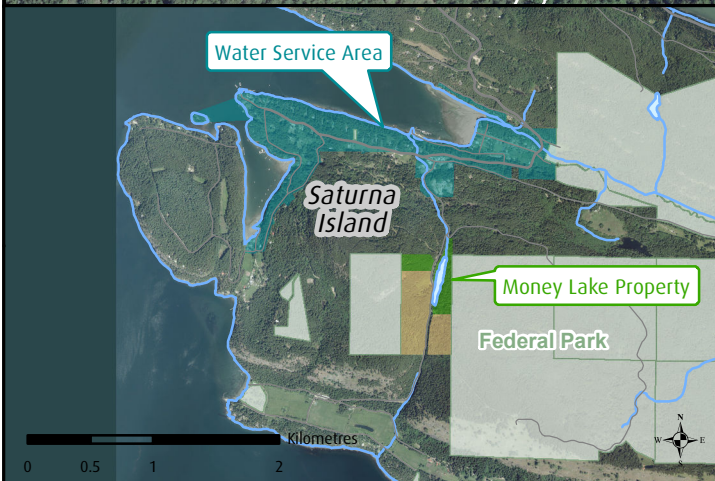 Water Service Area
Saturna
Island
Money Lake Property
Federal Park
Kilometres
0 0.5 1 2
N
W E
S